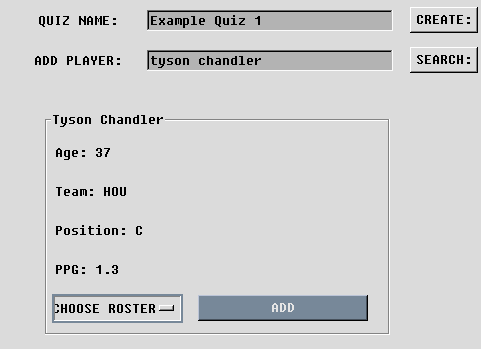 QUIZ NAME: Example Quiz 1 CREATE:
ADD PLAYER: tyson chandler SEARCH:
Tyson Chandler
Age: 37
Team: HOU
Position: C
PPG: 1.3
CHOOSE ROSTER ADD